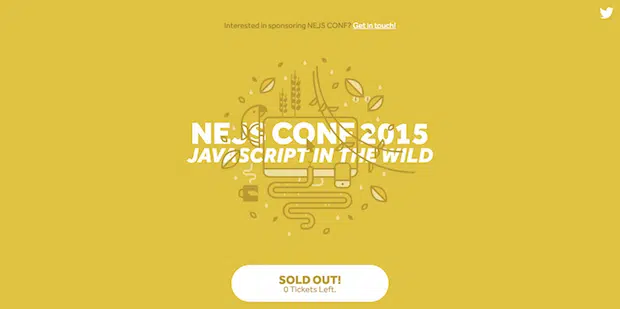 Interested in sponsoring NEJS CONF? Get in touch!
NEJS CONF 2015
JAVASCRIPT IN THE WILD
SOLD OUT!
0 Tickets Left.